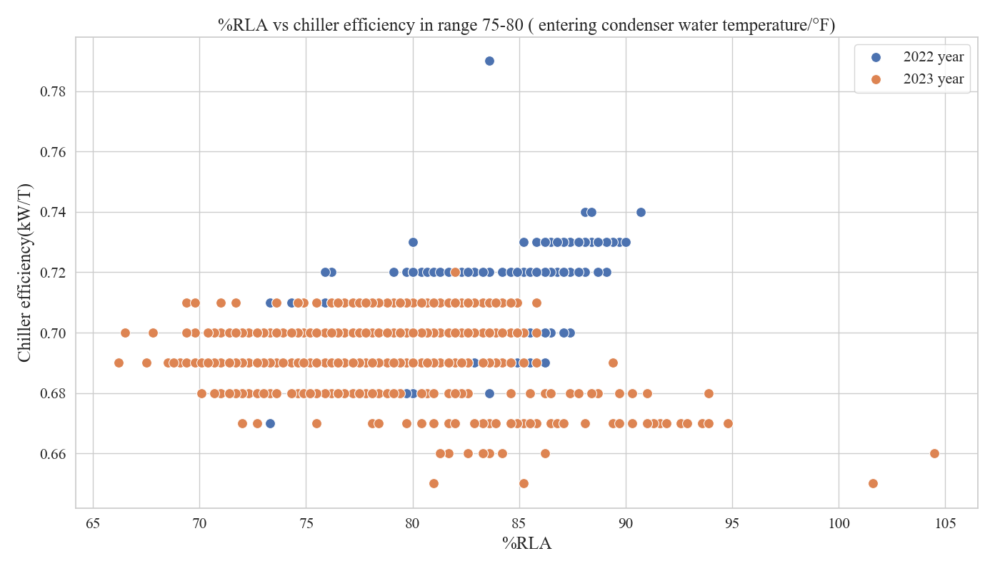 %RLA vs chiller efficiency in range 75-80 ( entering condenser water temperature/°F)
2022 year
2023 year
Chiller efficiency(kW/T)
0.78
0.76
0.74
0.72
0.70
0.68
0.66
65 70 75 80 85 90 95 100 105
%RLA